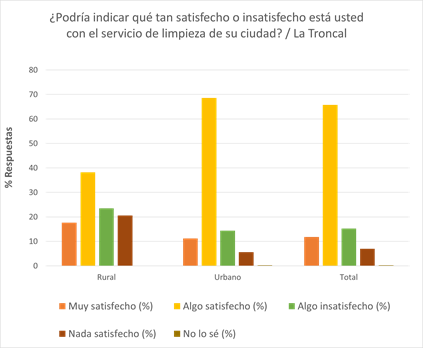 ¿Podría indicar qué tan satisfecho o insatisfecho está usted
con el servicio de limpieza de su ciudad? / La Troncal
80
70
60
50
40
30
20
10
0
% Respuestas
Rural Urbano Total
Muy satisfecho (%) Algo satisfecho (%) Algo insatisfecho (%)
Nada satisfecho (%) No lo sé (%)